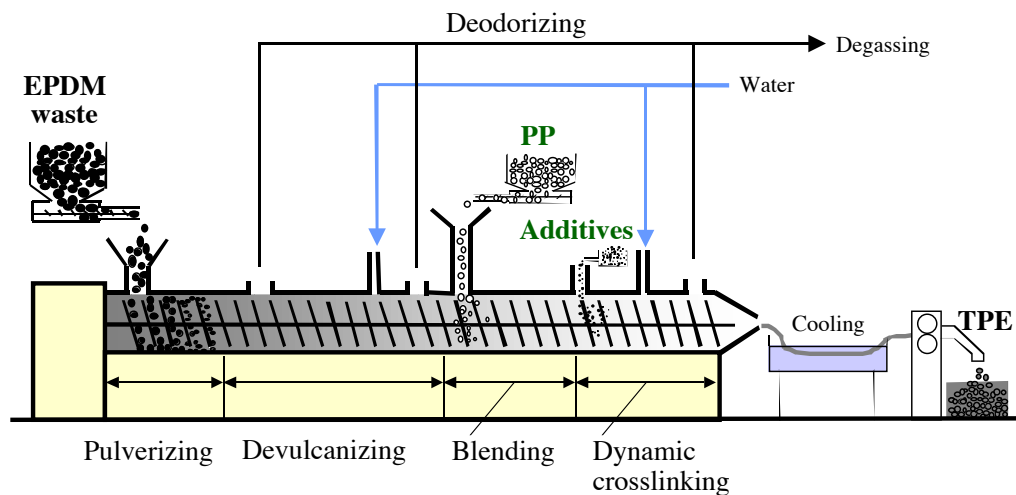 Deodorizing
Degassing
EPDM
waste
Water
PP
Additives
Cooling
TPE
Pulverizing
Devulcanizing
Blending
Dynamic
crosslinking